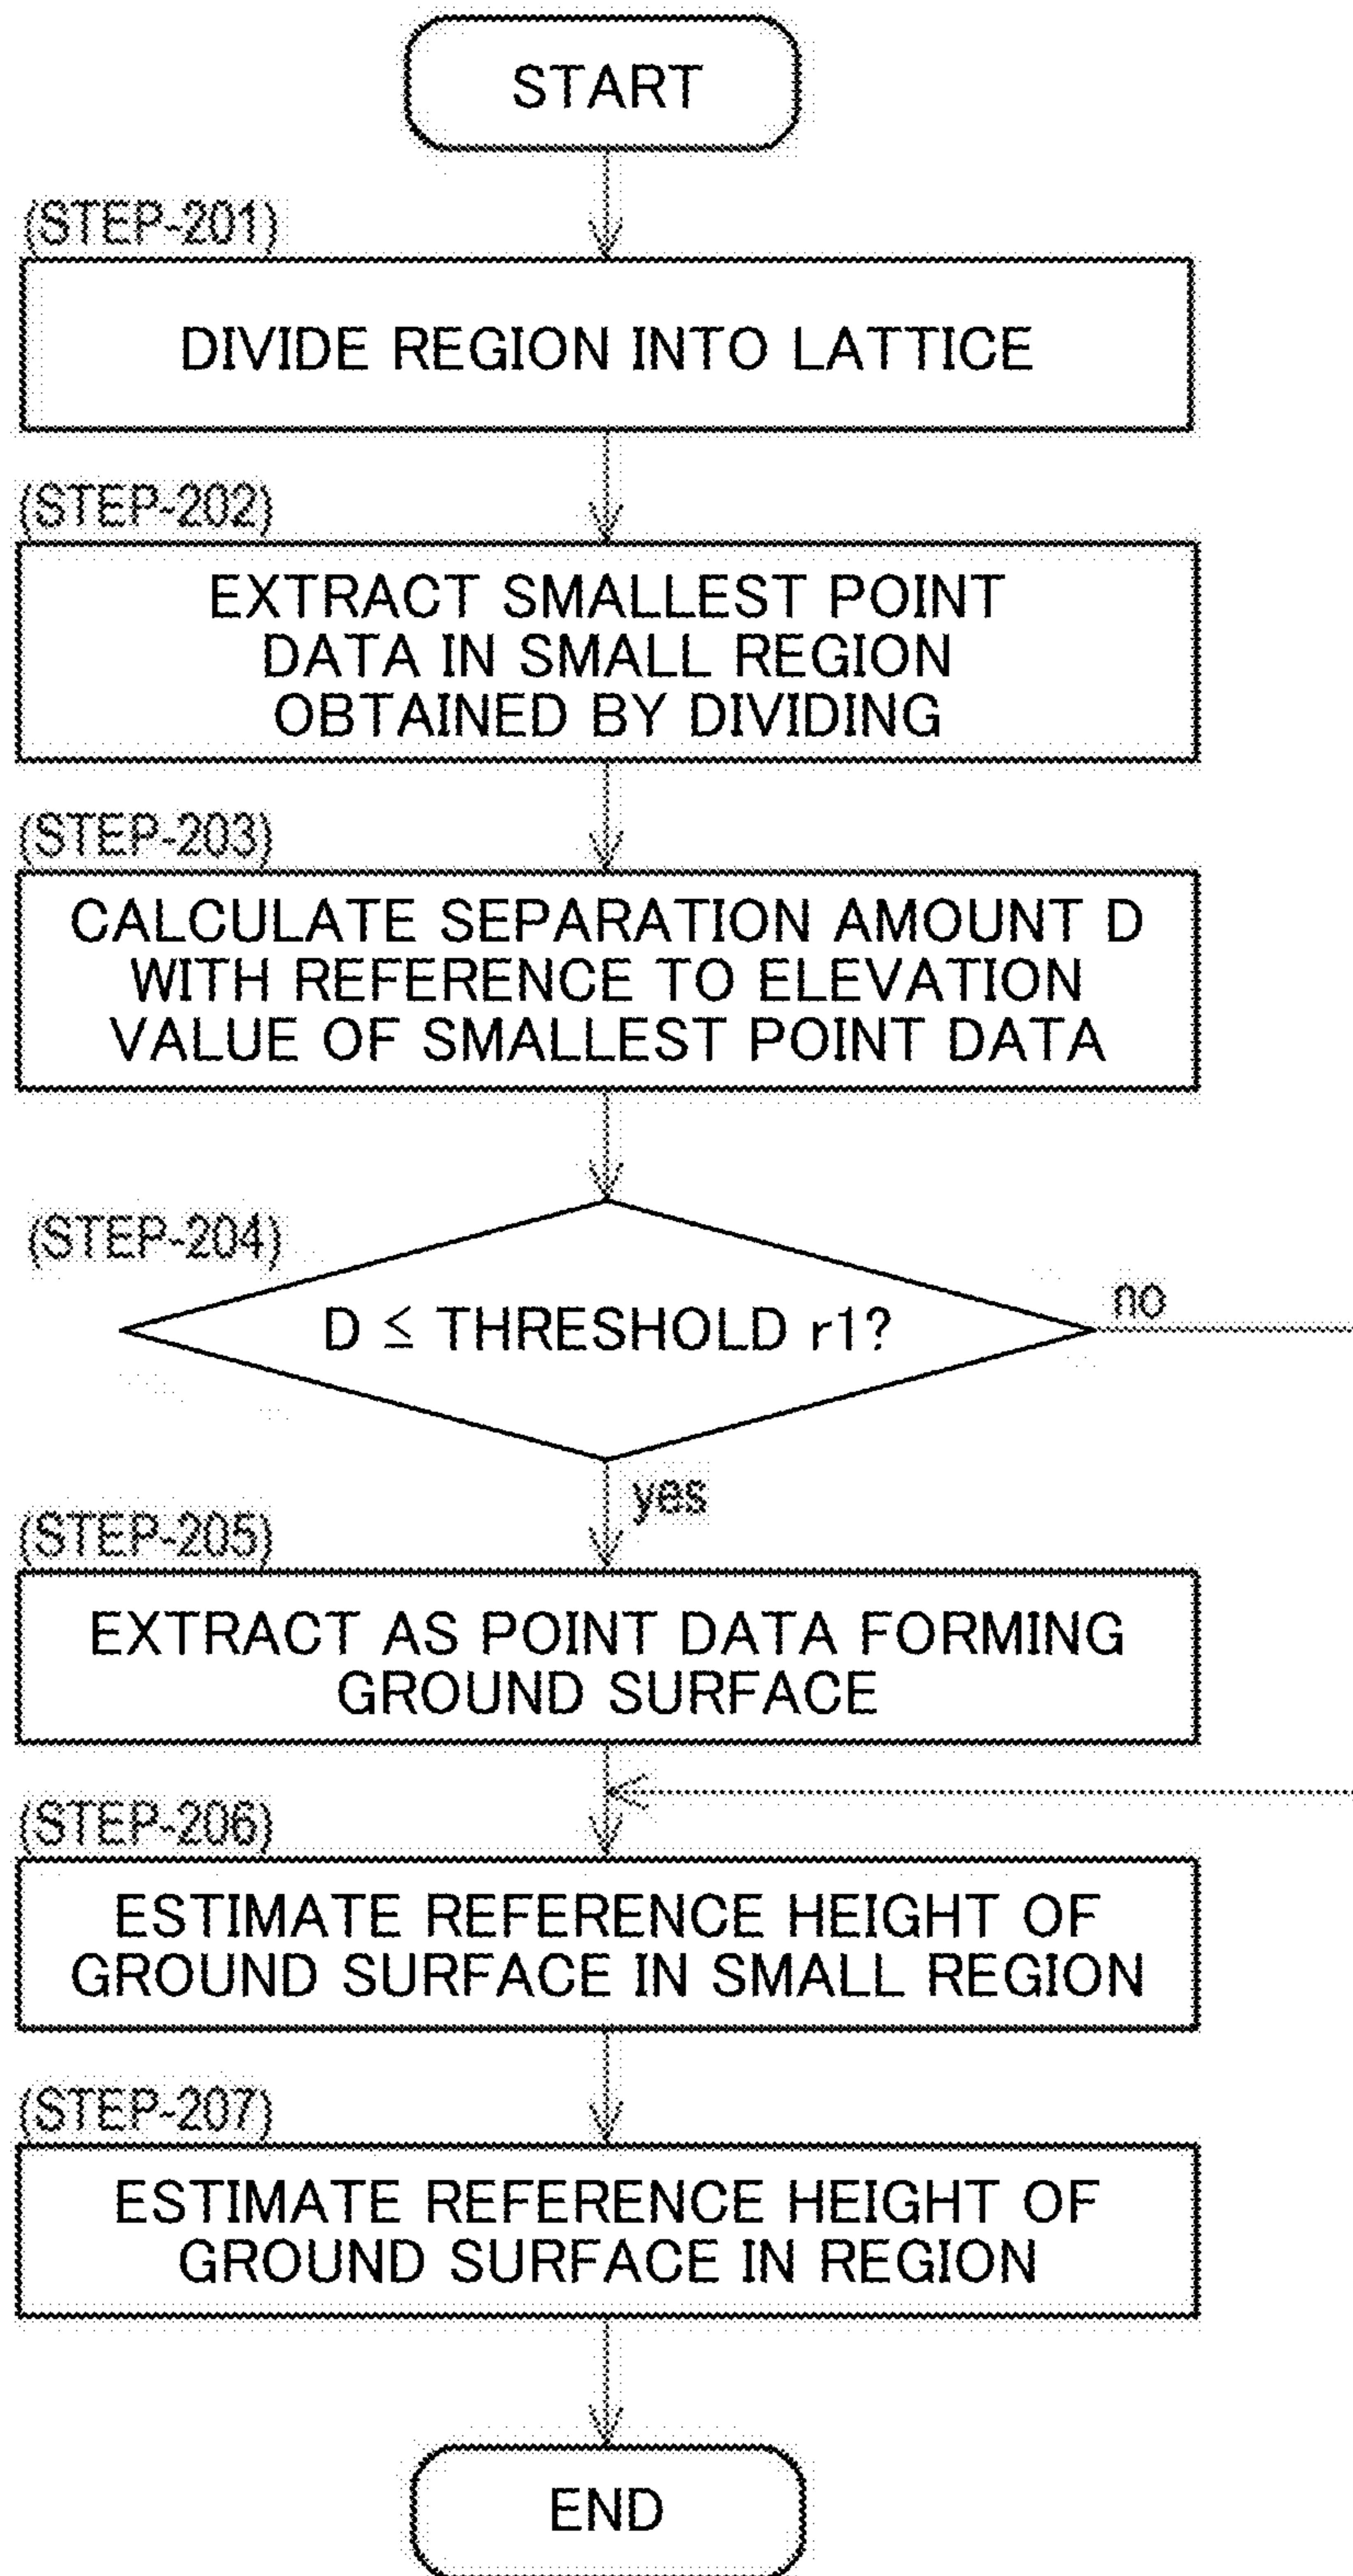 START
(STEP-201)
DIVIDE REGION INTO LATTICE
(STEP-202)
EXTRACT SMALLEST POINT
DATA IN SMALL REGION
OBTAINED BY DIVIDING
(STEP-203)
CALCULATE SEPARATION AMOUNT D
WITH REFERENCE TO ELEVATION
VALUE OF SMALLEST POINT DATA
(STEP-204)
D ≦ THRESHOLD r1?
no
yes
(STEP-205)
EXTRACT AS POINT DATA FORMING
GROUND SURFACE
(STEP-206)
ESTIMATE REFERENCE HEIGHT OF
GROUND SURFACE IN SMALL REGION
(STEP-207)
ESTIMATE REFERENCE HEIGHT OF
GROUND SURFACE IN REGION
END